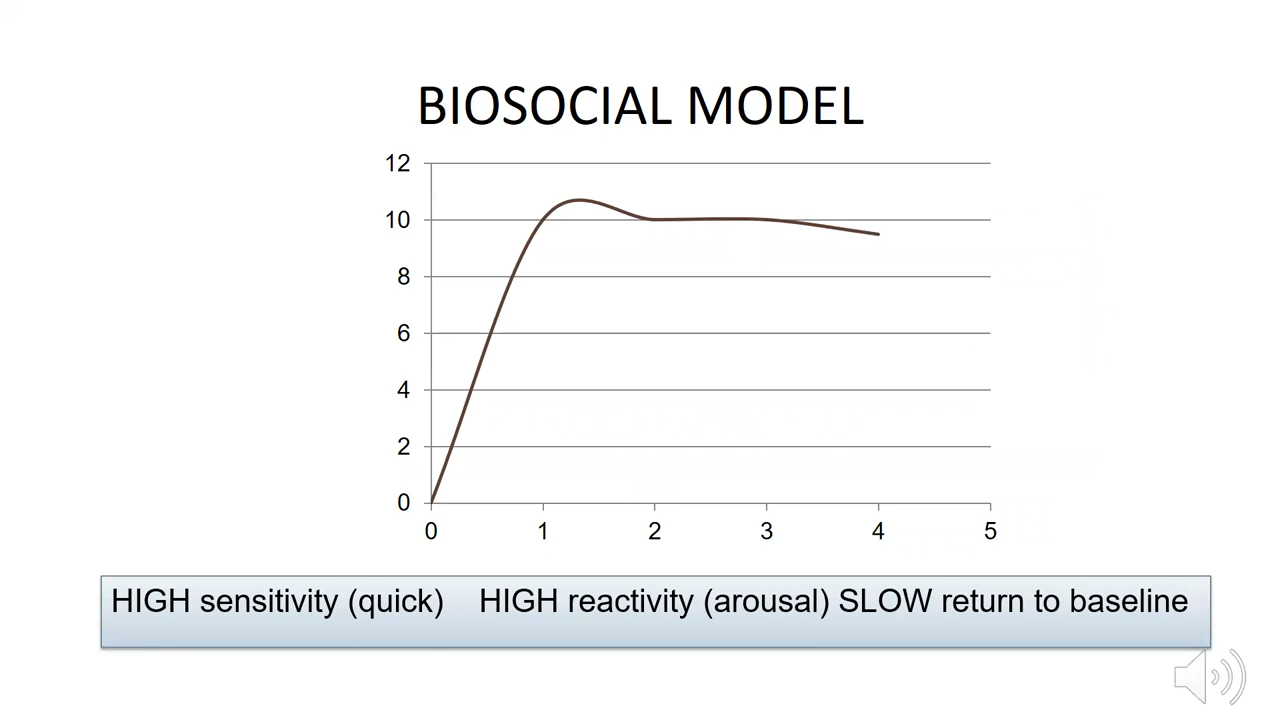 BIOSOCIAL MODEL
12
10
8
6
4
2
0
0 1 2 3 4 5
HIGH sensitivity (quick) HIGH reactivity (arousal) SLOW return to baseline